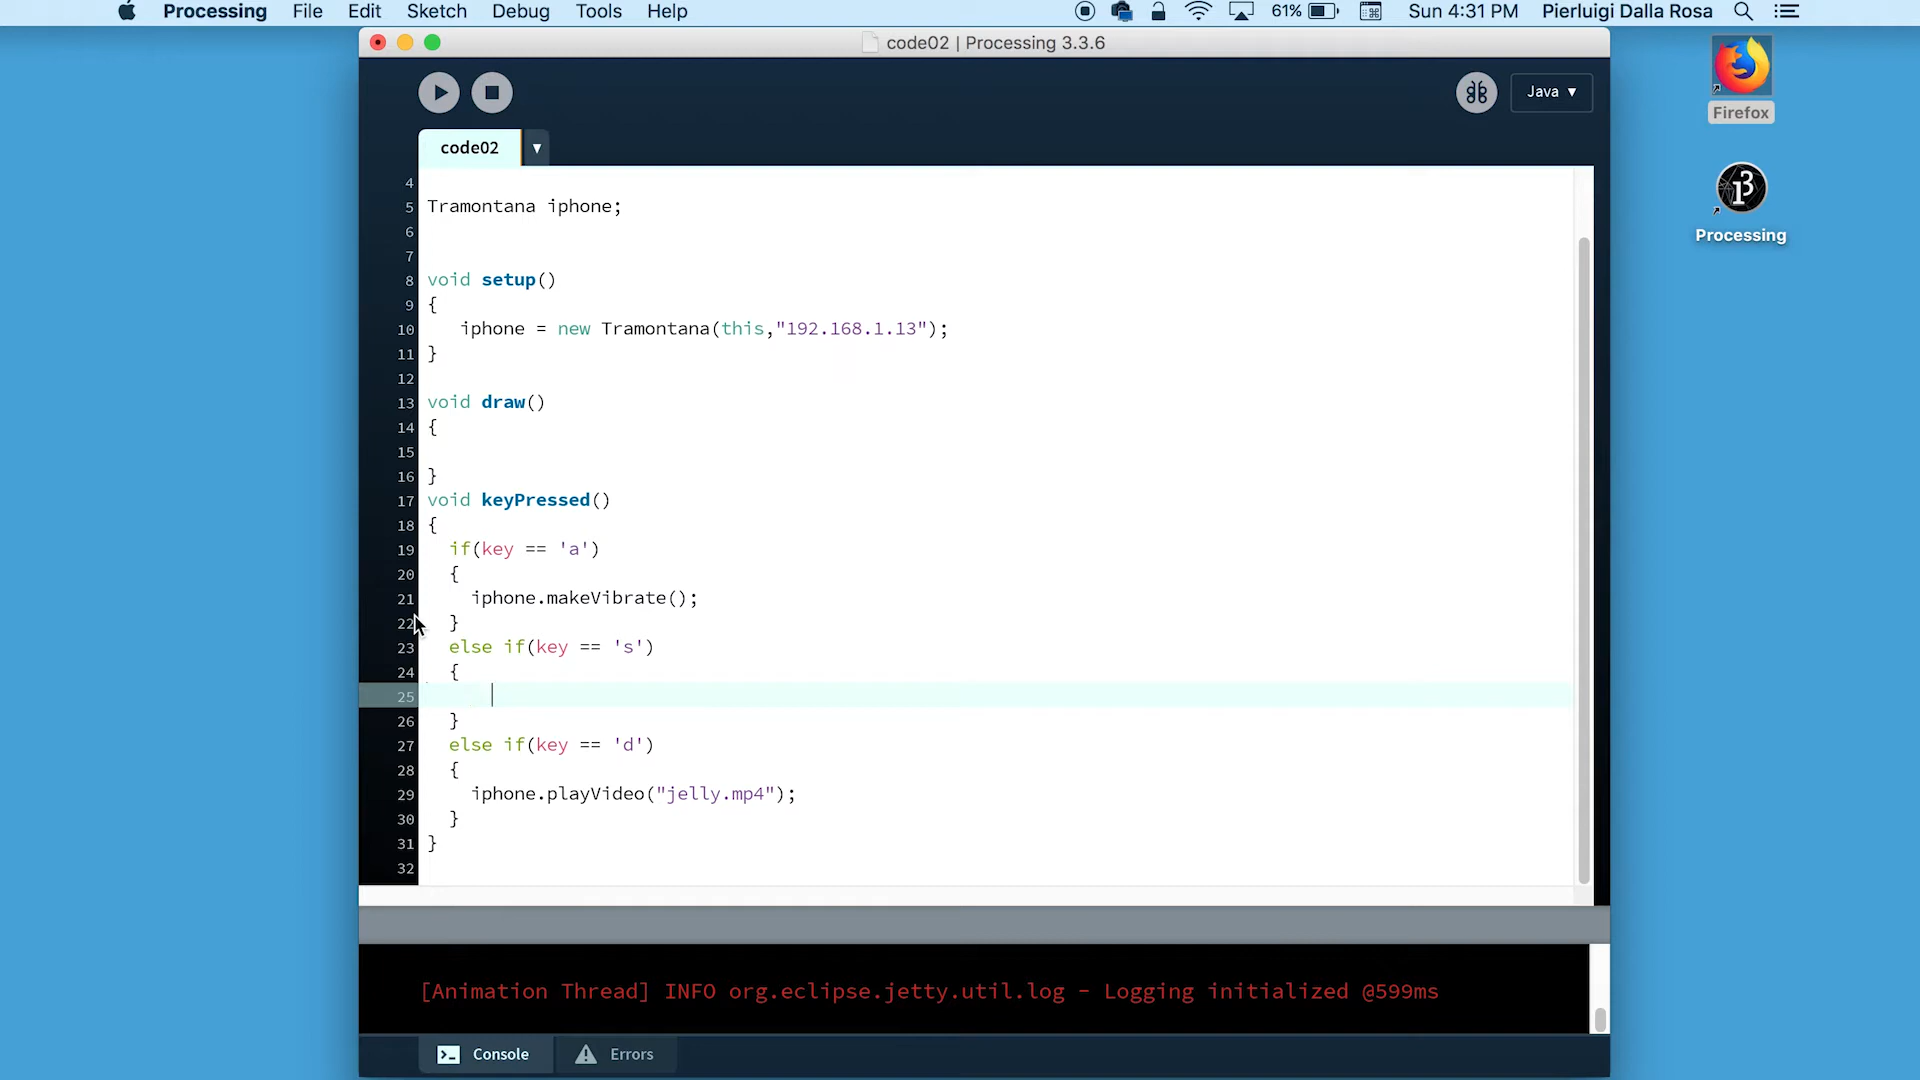 Processing File Edit Sketch Debug Tools Help 61% Sun 4:31 PM Pierluigi Dalla Rosa
code02 | Processing 3.3.6
Java ▼
code02 ▼
Firefox
Processing
4
5 Tramontana iphone;
6
7
8 void setup()
9 {
10 iphone = new Tramontana(this,"192.168.1.13");
11 }
12
13 void draw()
14 {
15
16 }
17 void keyPressed()
18 {
19 if(key == 'a')
20 {
21 iphone.makeVibrate();
22 }
23 else if(key == 's')
24 {
25
26 }
27 else if(key == 'd')
28 {
29 iphone.playVideo("jelly.mp4");
30 }
31 }
32
[Animation Thread] INFO org.eclipse.jetty.util.log - Logging initialized @599ms
Console Errors